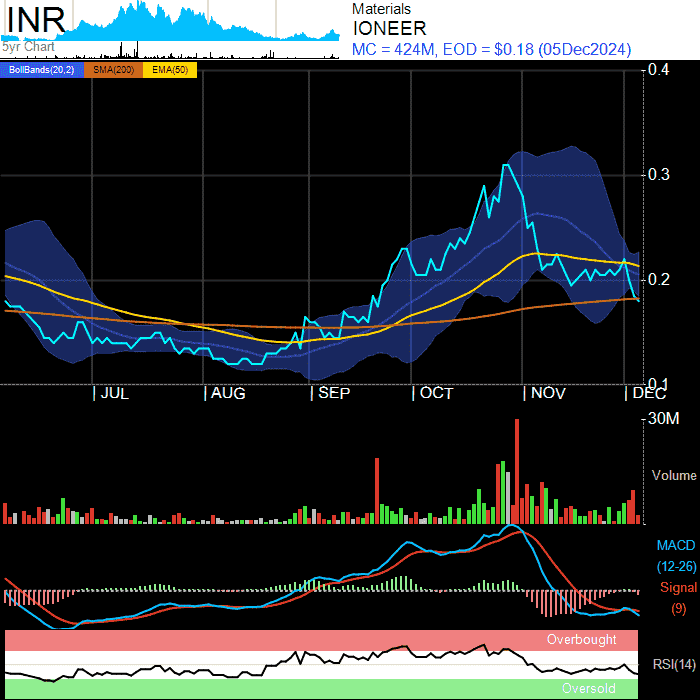 INR
5yr Chart
Materials
IONEER
MC = 424M, EOD = $0.18 (05Dec2024)
BollBands(20,2) SMA(200) EMA(50)
0.4
0.3
0.2
0.1
| JUL | AUG | SEP | OCT | NOV | DEC
30M
Volume
MACD
(12-26)
Signal
(9)
Overbought
RSI(14)
Oversold